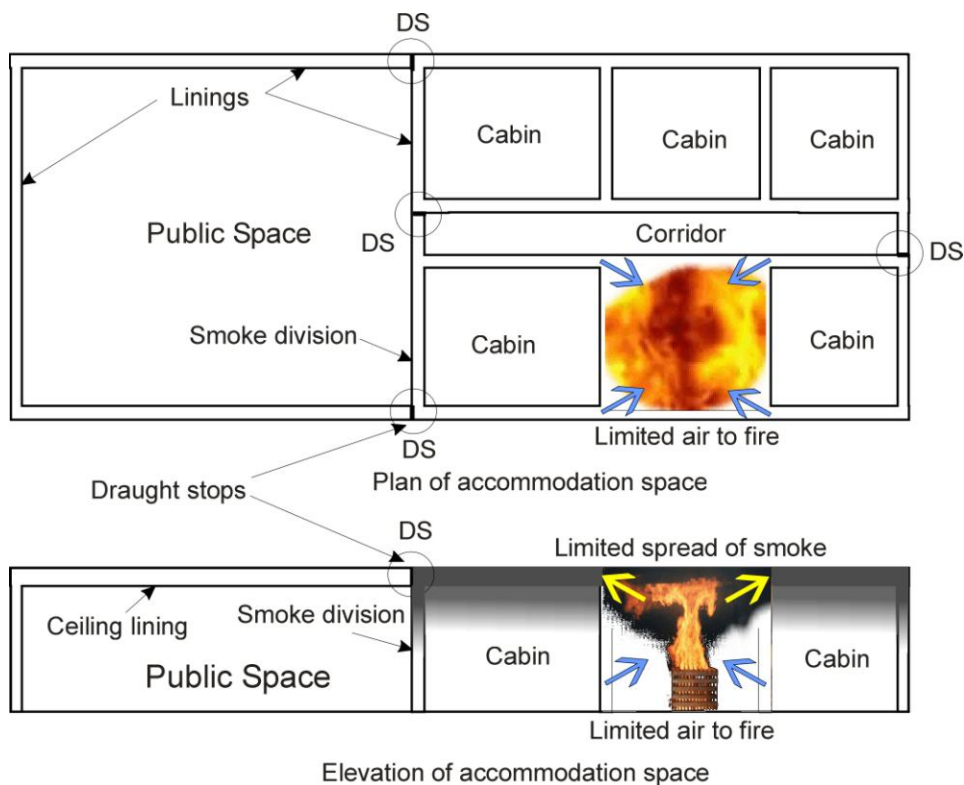 DS
Linings
Cabin
Cabin
Cabin
Public Space
DS
Corridor
DS
Smoke division
Cabin
Cabin
Limited air to fire
DS
Draught stops
Plan of accommodation space
DS
Limited spread of smoke
Ceiling lining
Smoke division
Public Space
Cabin
Cabin
Limited air to fire
Elevation of accommodation space